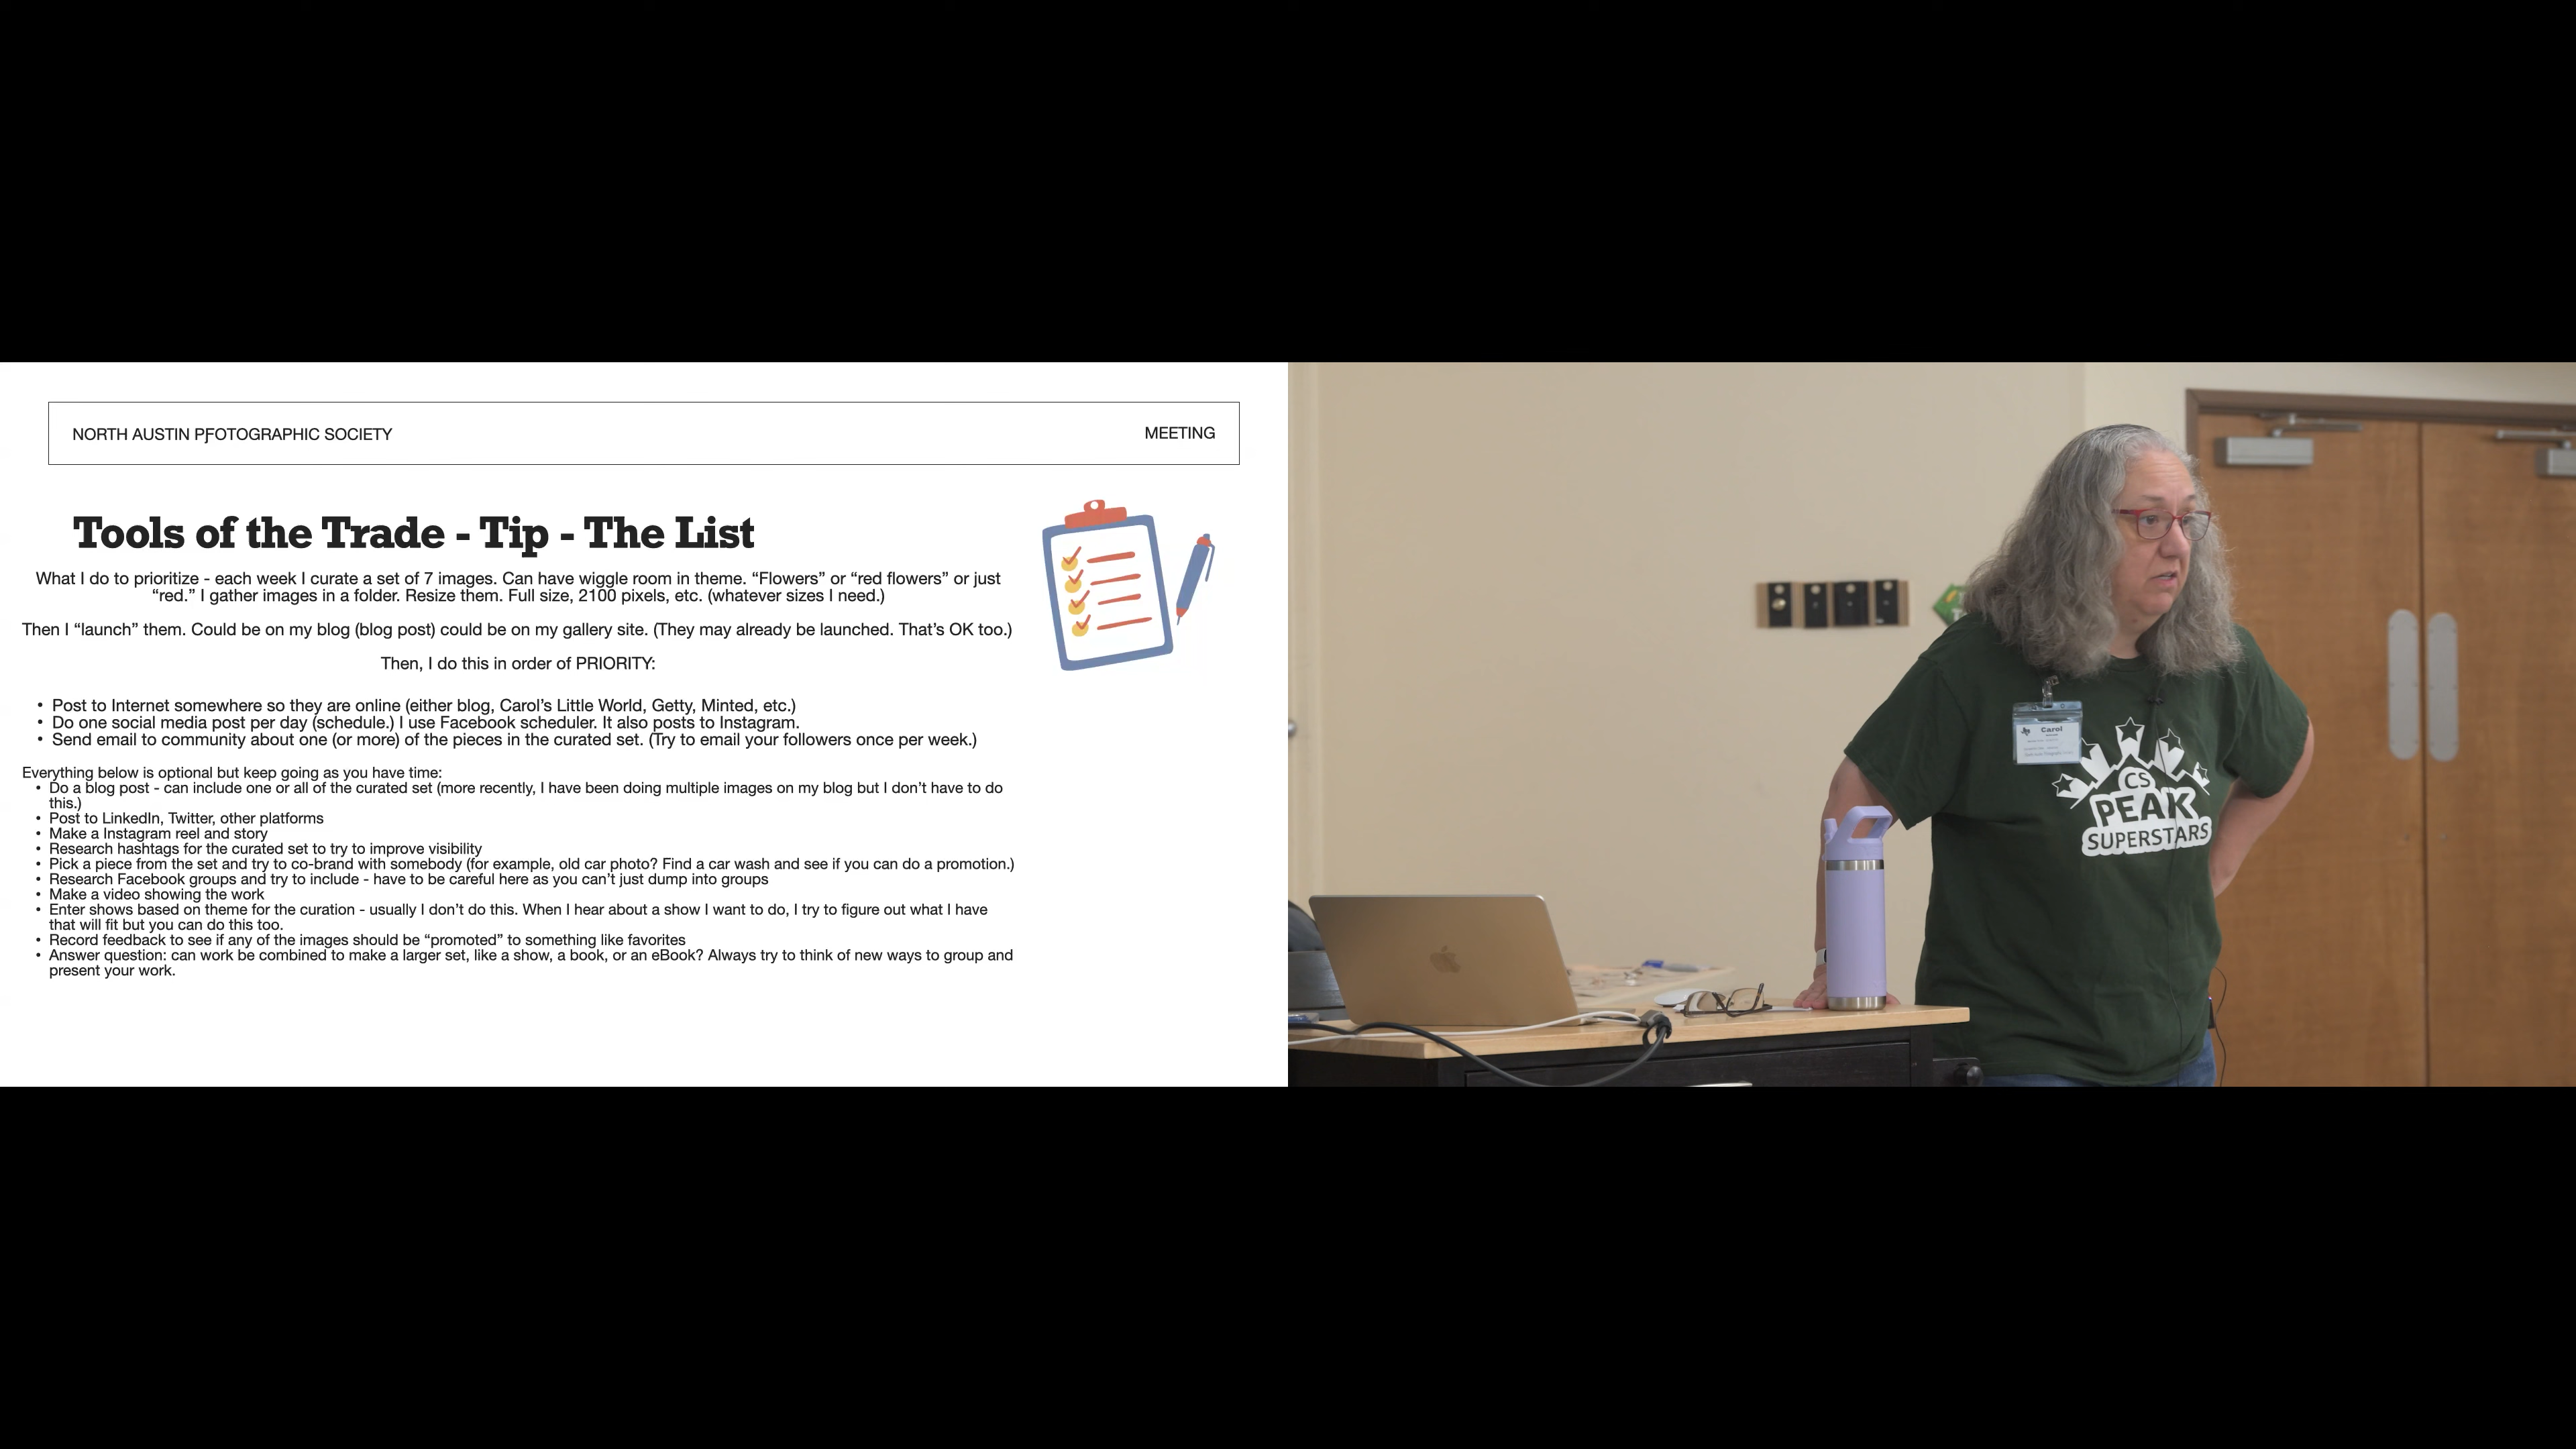 NORTH AUSTIN PFOTOGRAPHIC SOCIETY
MEETING
Tools of the Trade - Tip - The List
What I do to prioritize - each week I curate a set of 7 images. Can have wiggle room in theme. “Flowers” or “red flowers” or just
“red.” I gather images in a folder. Resize them. Full size, 2100 pixels, etc. (whatever sizes I need.)
Then I “launch” them. Could be on my blog (blog post) could be on my gallery site. (They may already be launched. That’s OK too.)
Then, I do this in order of PRIORITY:
• Post to Internet somewhere so they are online (either blog, Carol’s Little World, Getty, Minted, etc.)
• Do one social media post per day (schedule.) I use Facebook scheduler. It also posts to Instagram.
• Send email to community about one (or more) of the pieces in the curated set. (Try to email your followers once per week.)
Everything below is optional but keep going as you have time:
• Do a blog post - can include one or all of the curated set (more recently, I have been doing multiple images on my blog but I don’t have to do
this.)
• Post to LinkedIn, Twitter, other platforms
• Make a Instagram reel and story
• Research hashtags for the curated set to try to improve visibility
• Pick a piece from the set and try to co-brand with somebody (for example, old car photo? Find a car wash and see if you can do a promotion.)
• Research Facebook groups and try to include - have to be careful here as you can’t just dump into groups
• Make a video showing the work
• Enter shows based on theme for the curation - usually I don’t do this. When I hear about a show I want to do, I try to figure out what I have
that will fit but you can do this too.
• Record feedback to see if any of the images should be “promoted” to something like favorites
• Answer question: can work be combined to make a larger set, like a show, a book, or an eBook? Always try to think of new ways to group and
present your work.
Carol
CS
PEAK
SUPERSTARS